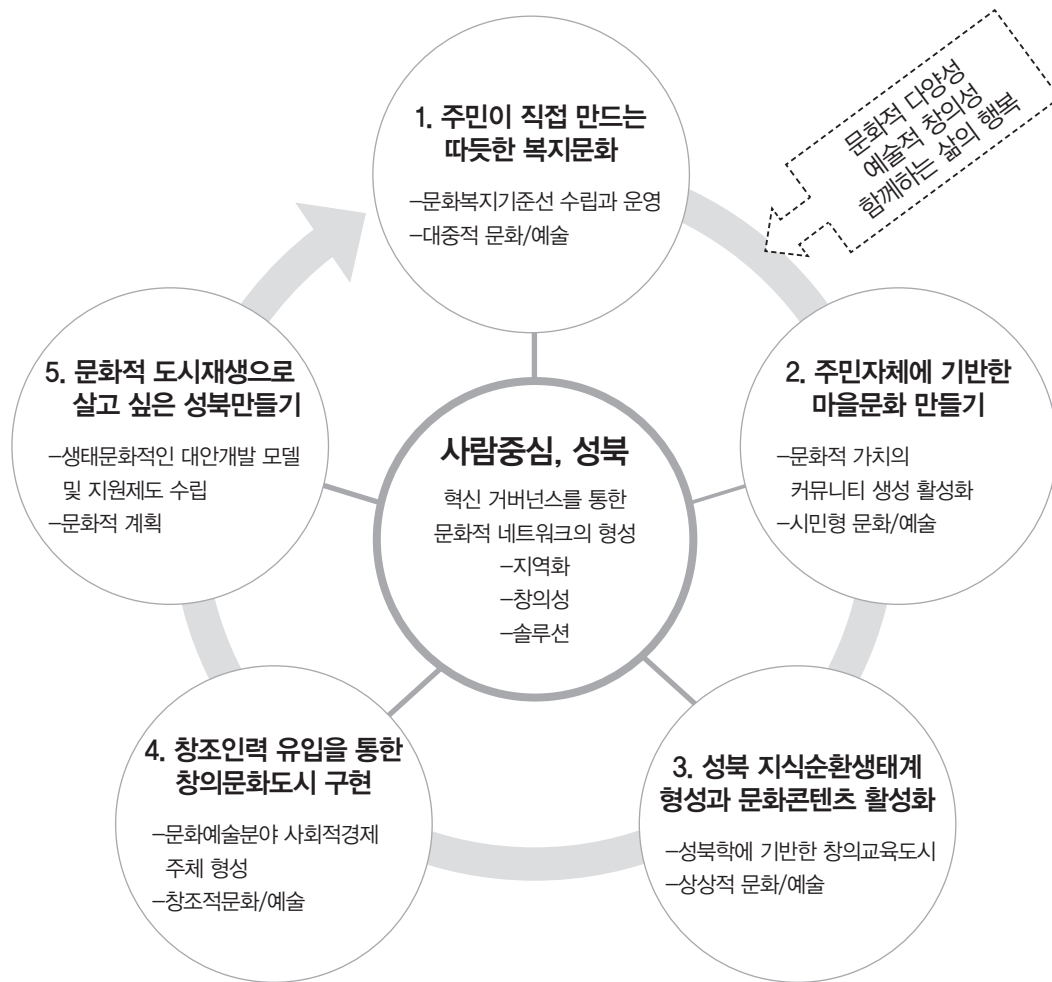 문화적 다양성
예술적 창의성
함께하는 삶의 행복
1. 주민이 직접 만드는
따듯한 복지문화
–문화복지기준선 수립과 운영
–대중적 문화/예술
2. 주민자체에 기반한
마을문화 만들기
–문화적 가치의
커뮤니티 생성 활성화
–시민형 문화/예술
3. 성북 지식순환생태계
형성과 문화콘텐츠 활성화
–성북학에 기반한 창의교육도시
–상상적 문화/예술
4. 창조인력 유입을 통한
창의문화도시 구현
–문화예술분야 사회적경제
주체 형성
–창조적문화/예술
5. 문화적 도시재생으로
살고 싶은 성북만들기
–생태문화적인 대안개발 모델
및 지원제도 수립
–문화적 계획
사람중심, 성북
혁신 거버넌스를 통한
문화적 네트워크의 형성
–지역화
–창의성
–솔루션